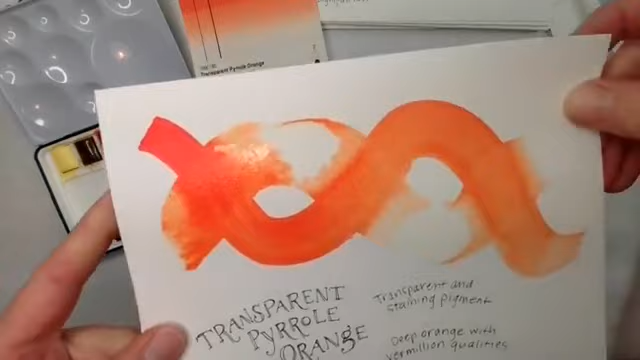 Transparent Pyrrole Orange
TRANSPARENT
PYRROLE
ORANGE
Transparent and
staining pigment
Deep orange with
vermillion qualities